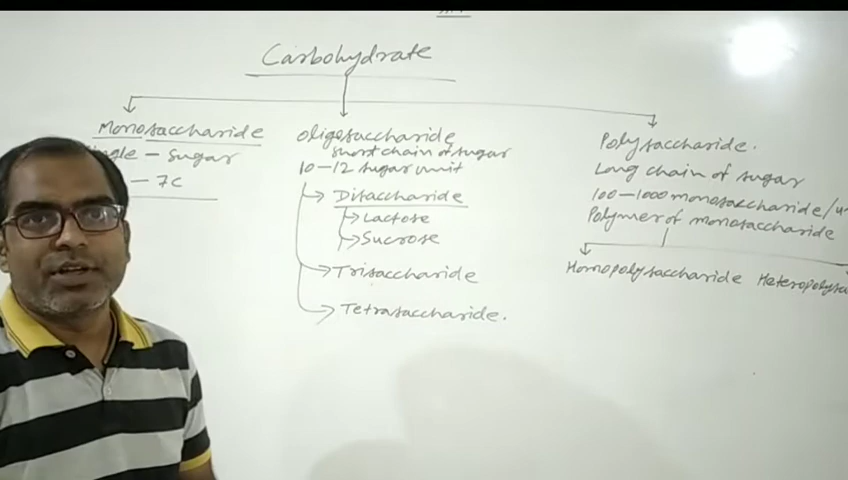 Carbohydrate
Monosaccharide
- Sugar
- 7C
Oligosaccharide
short chain of sugar
10-12 sugar unit
Disaccharide
Lactose
Sucrose
Trisaccharide
Tetrasaccharide.
Polysaccharide.
Long chain of sugar
100-1000 monosaccharide/
Polymer of monosaccharide
Homopolysaccharide